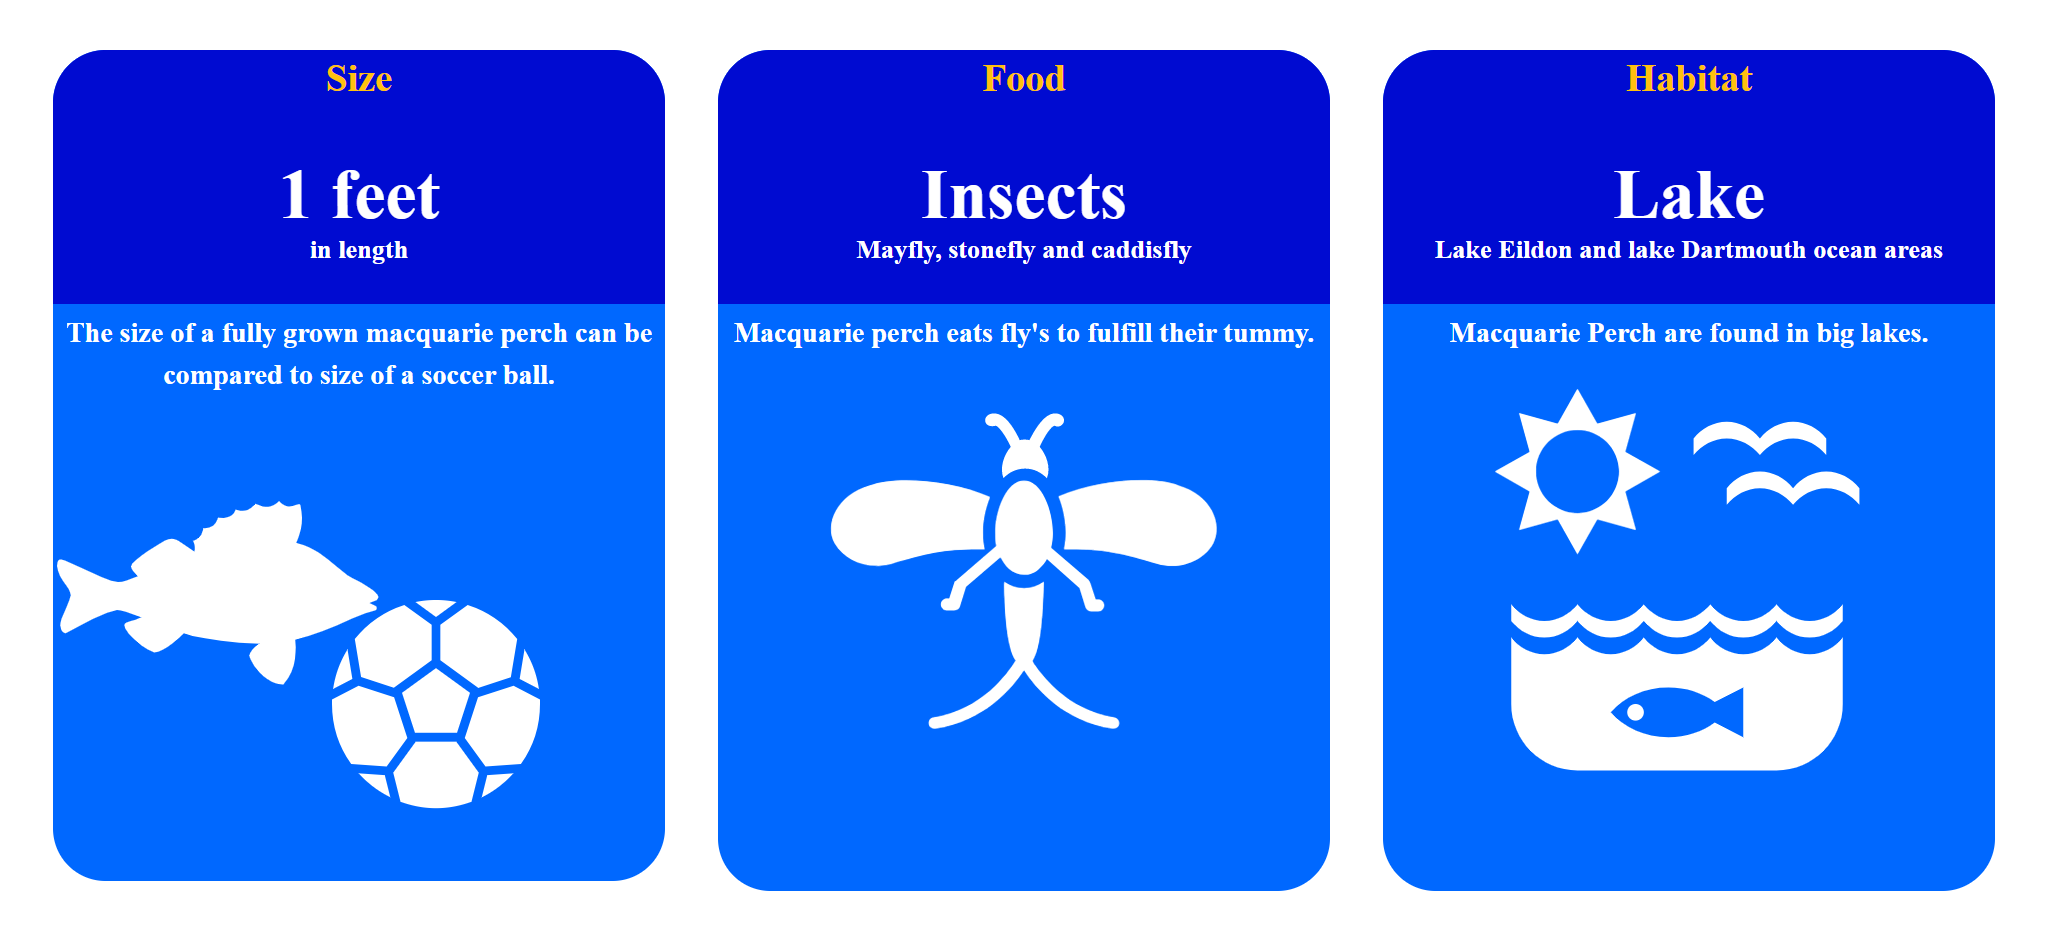 Size
1 feet
in length
The size of a fully grown macquarie perch can be
compared to size of a soccer ball.
Food
Insects
Mayfly, stonefly and caddisfly
Macquarie perch eats fly's to fulfill their tummy.
Habitat
Lake
Lake Eildon and lake Dartmouth ocean areas
Macquarie Perch are found in big lakes.